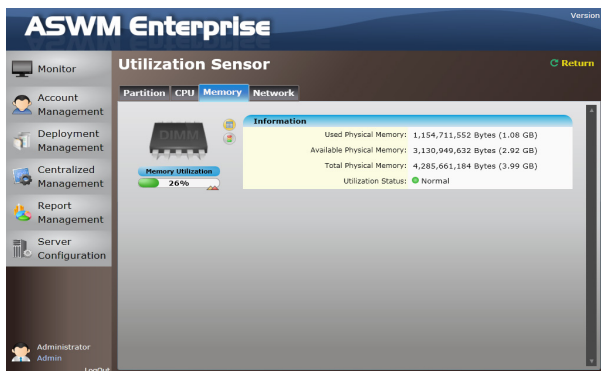 ASWM Enterprise
Version
Monitor
Account
Management
Deployment
Management
Centralized
Management
Report
Management
Server
Configuration
Administrator
Admin
LogOut
Utilization Sensor
Return
Partition CPU Memory Network
DIMM
Memory Utilization
26%
Information
Used Physical Memory: 1,154,711,552 Bytes (1.08 GB)
Available Physical Memory: 3,130,949,632 Bytes (2.92 GB)
Total Physical Memory: 4,285,661,184 Bytes (3.99 GB)
Utilization Status: Normal